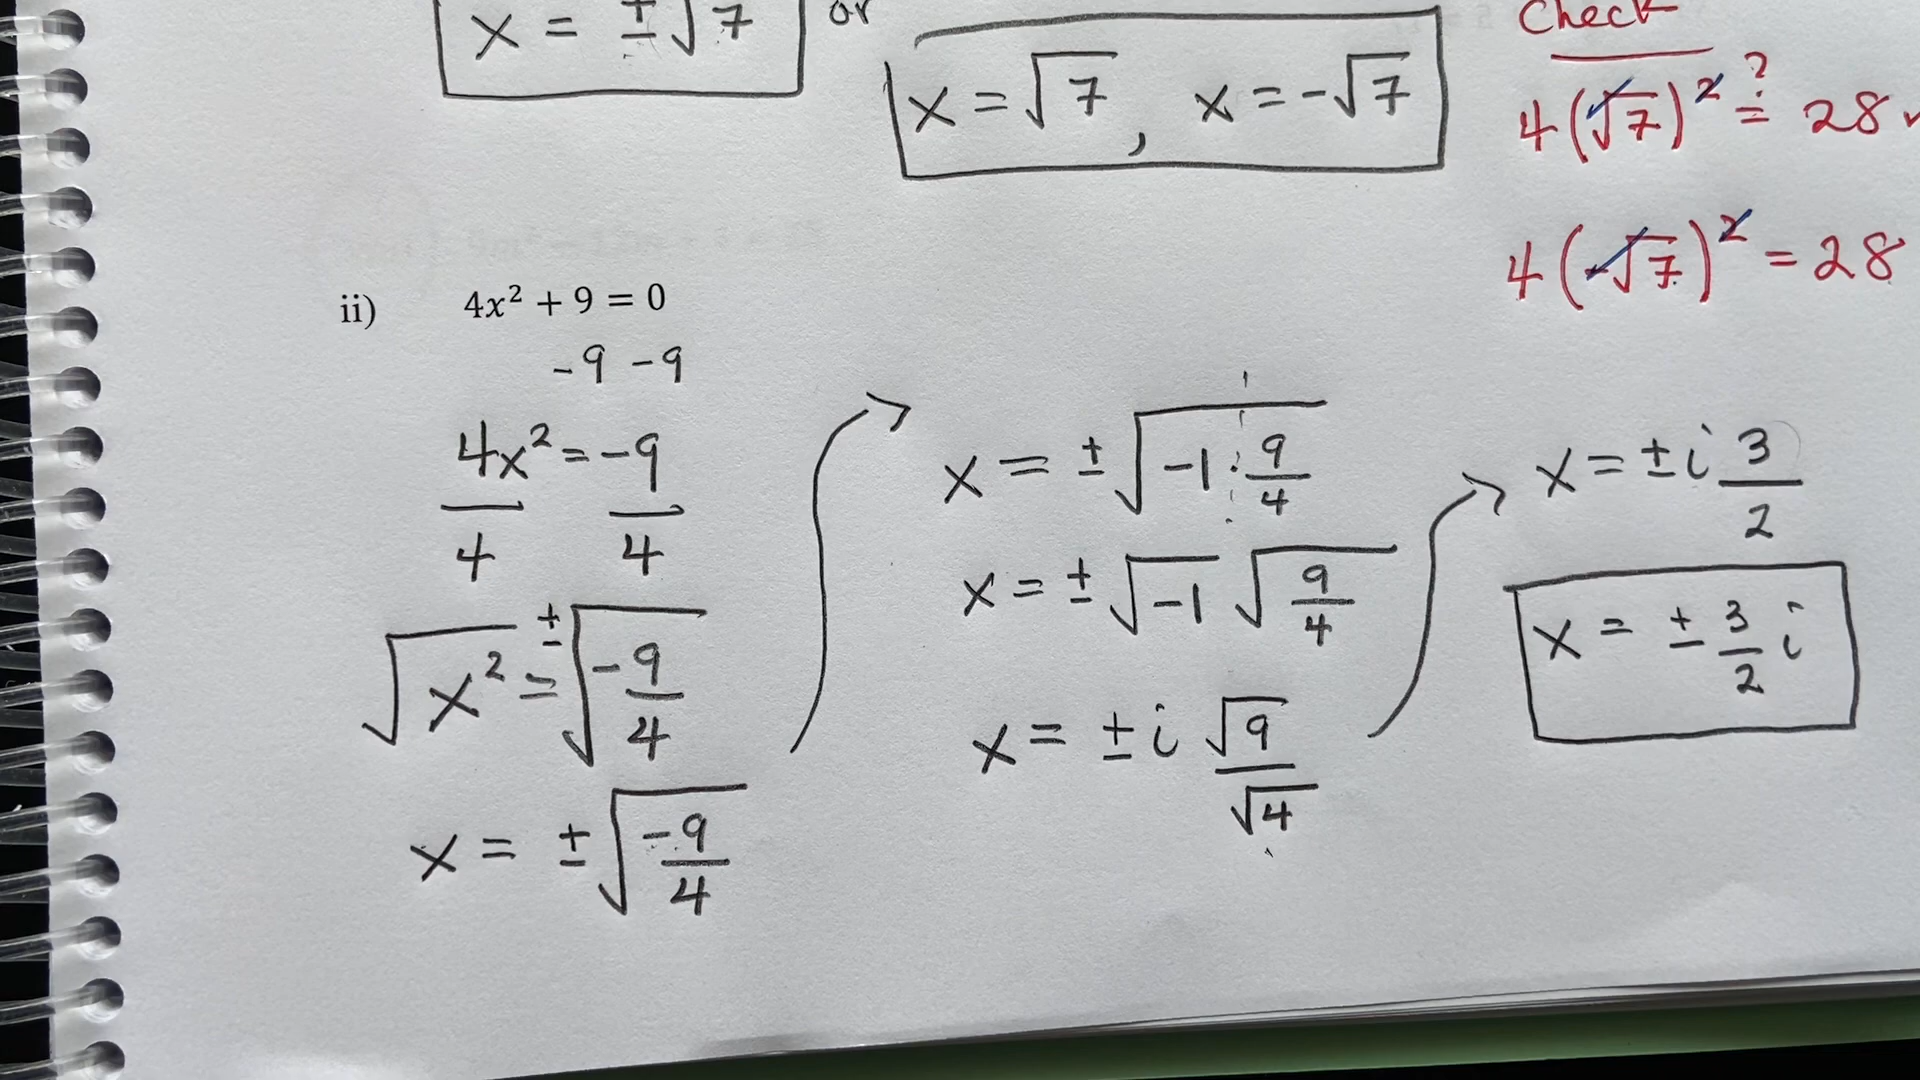 x = ±√7 or
x = √7 , x = -√7
Check
4(√7)² ≟ 28 ✓
4(-√7)² = 28
ii) 4x² + 9 = 0
-9 -9
4x² = -9
4 4
√x² = ±√-9/4
x = ±√-9/4
x = ±√-1·9/4
x = ±√-1 √9/4
x = ±i √9/√4
x = ±i 3/2
x = ± 3/2 i